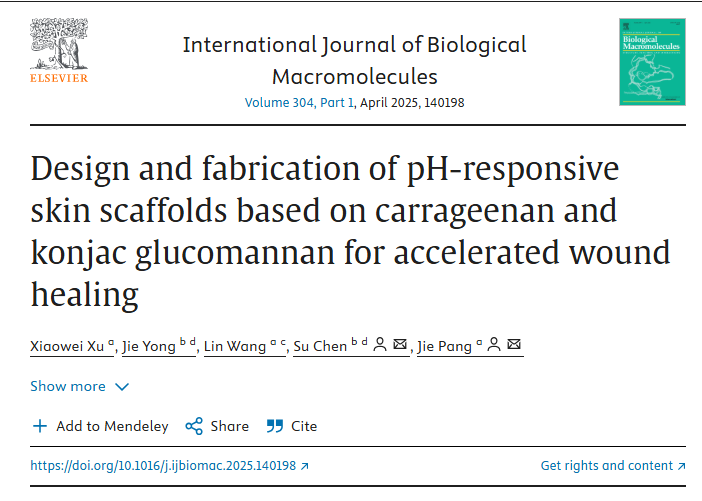 ELSEVIER
International Journal of Biological
Macromolecules
Volume 304, Part 1, April 2025, 140198
Biological
Macromolecules
Design and fabrication of pH-responsive
skin scaffolds based on carrageenan and
konjac glucomannan for accelerated wound
healing
Xiaowei Xu a, Jie Yong b d, Lin Wang a c, Su Chen b d, Jie Pang a
Show more
Add to Mendeley Share Cite
https://doi.org/10.1016/j.ijbiomac.2025.140198 Get rights and content